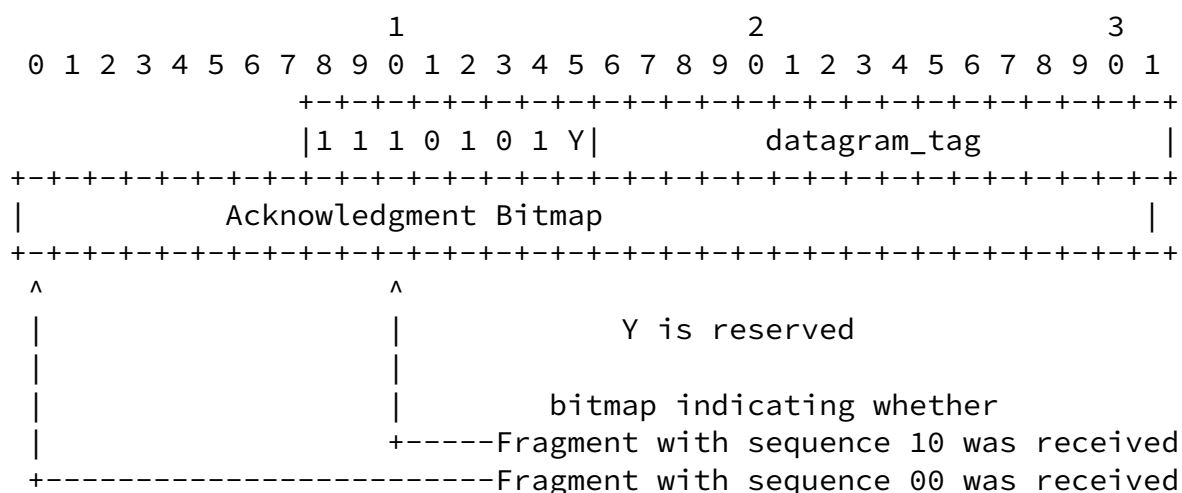 1                   2                   3
 0 1 2 3 4 5 6 7 8 9 0 1 2 3 4 5 6 7 8 9 0 1 2 3 4 5 6 7 8 9 0 1
                +-+-+-+-+-+-+-+-+-+-+-+-+-+-+-+-+-+-+-+-+-+-+-+-+
                |1 1 1 0 1 0 1 Y|         datagram_tag          |
+-+-+-+-+-+-+-+-+-+-+-+-+-+-+-+-+-+-+-+-+-+-+-+-+-+-+-+-+-+-+-+-+
|           Acknowledgment Bitmap                              |
+-+-+-+-+-+-+-+-+-+-+-+-+-+-+-+-+-+-+-+-+-+-+-+-+-+-+-+-+-+-+-+-+
 ^                   ^
 |                   |            Y is reserved
 |                   |
 |                   |        bitmap indicating whether
 |                   +-----Fragment with sequence 10 was received
 +-------------------------Fragment with sequence 00 was received